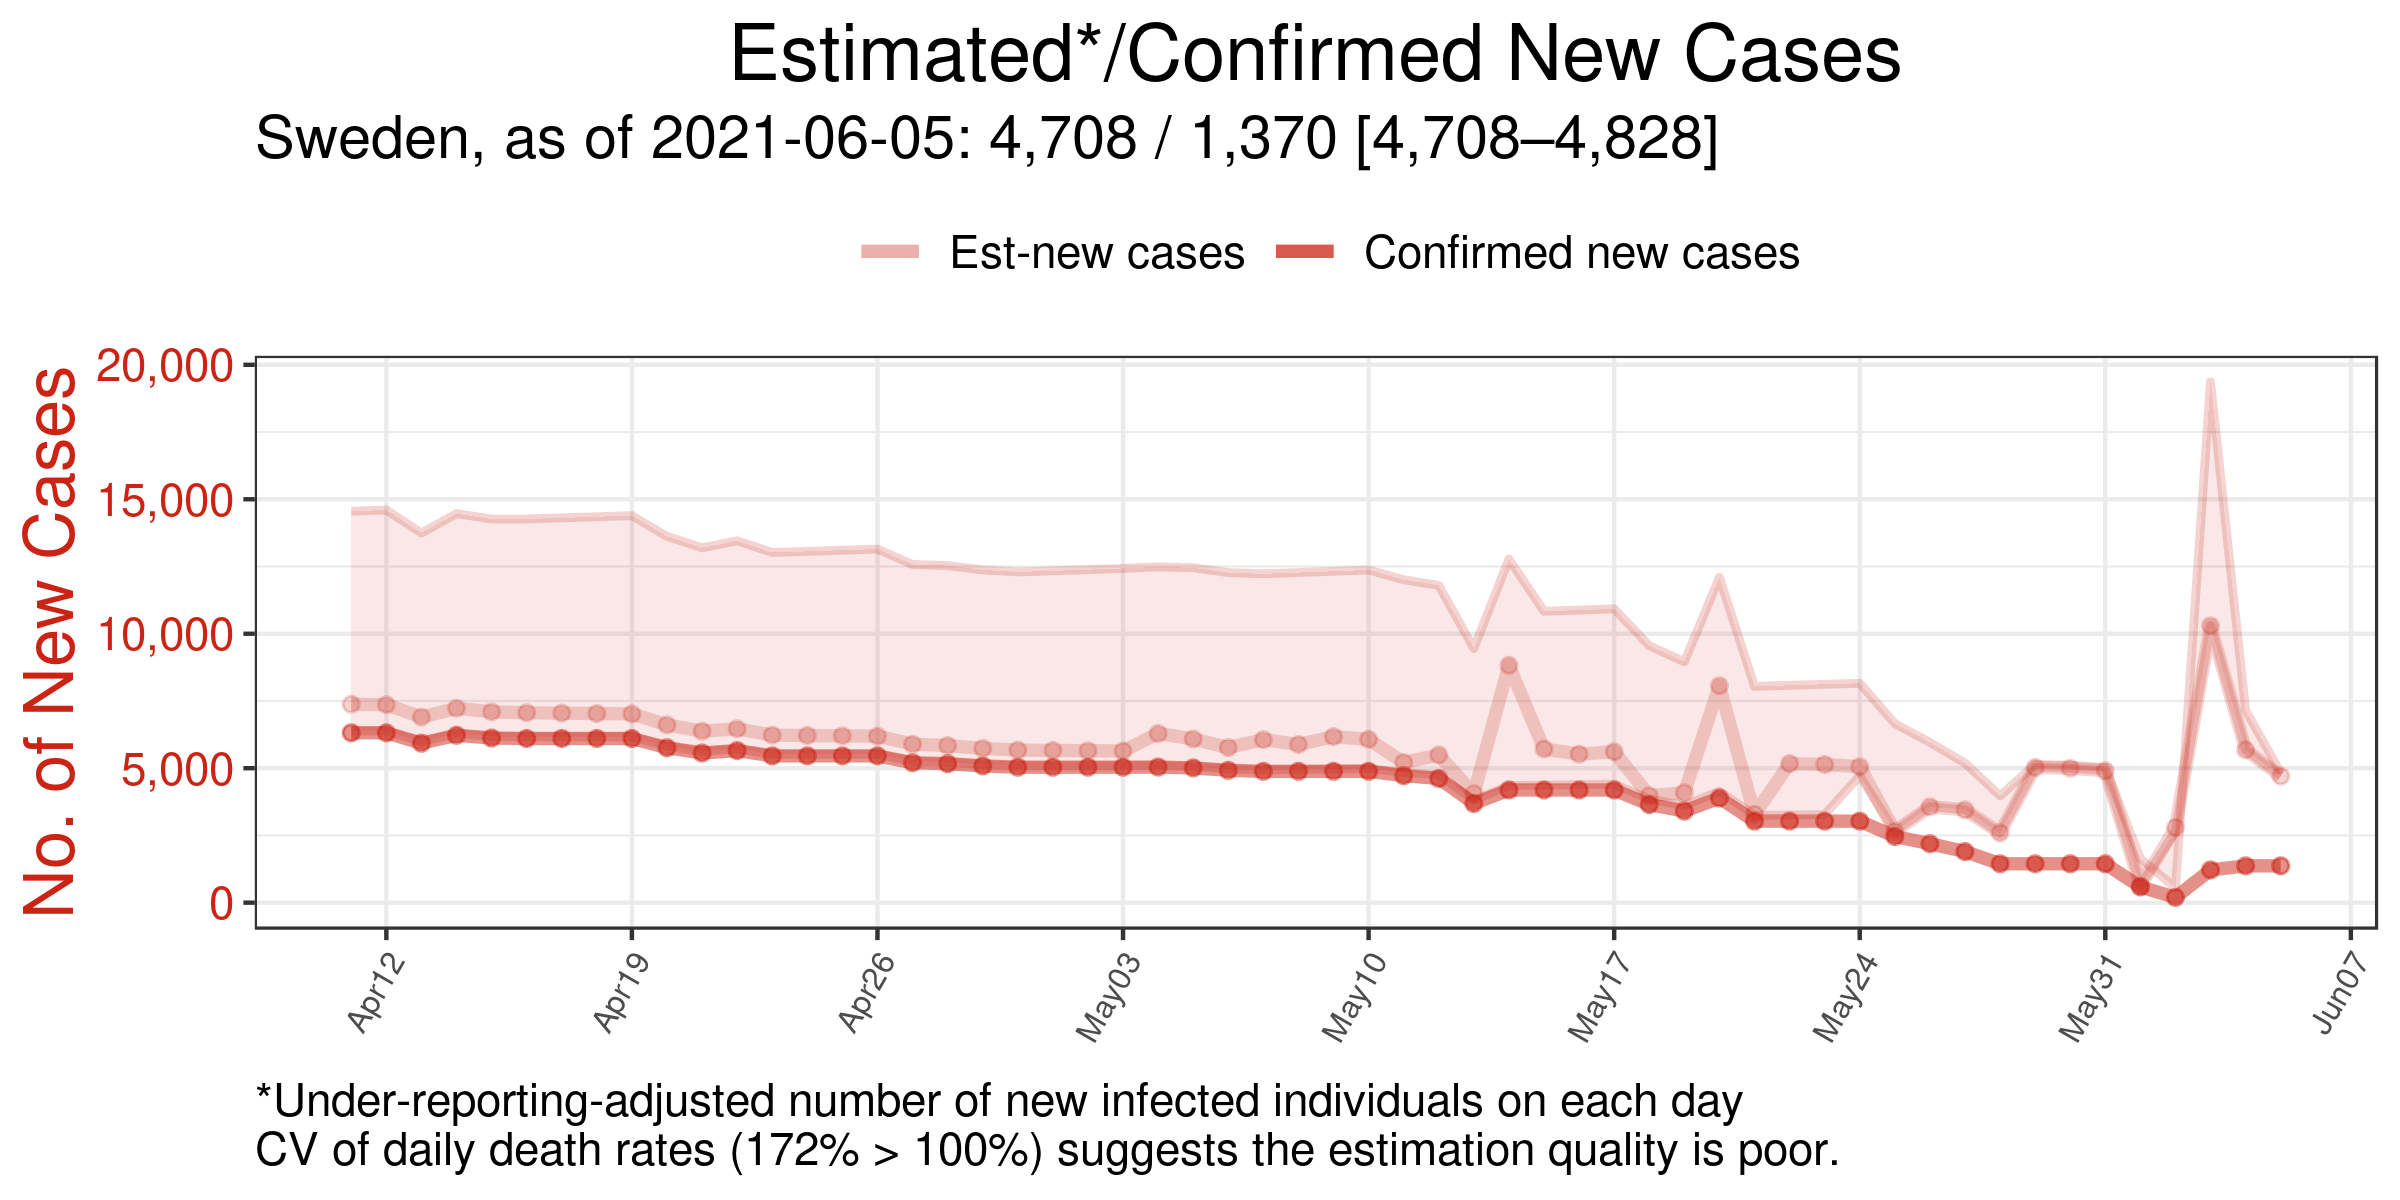 Estimated*/Confirmed New Cases
Sweden, as of 2021-06-05: 4,708 / 1,370 [4,708–4,828]
Est-new cases
Confirmed new cases
No. of New Cases
20,000
15,000
10,000
5,000
0
Apr12
Apr19
Apr26
May03
May10
May17
May24
May31
Jun07
*Under-reporting-adjusted number of new infected individuals on each day
CV of daily death rates (172% > 100%) suggests the estimation quality is poor.